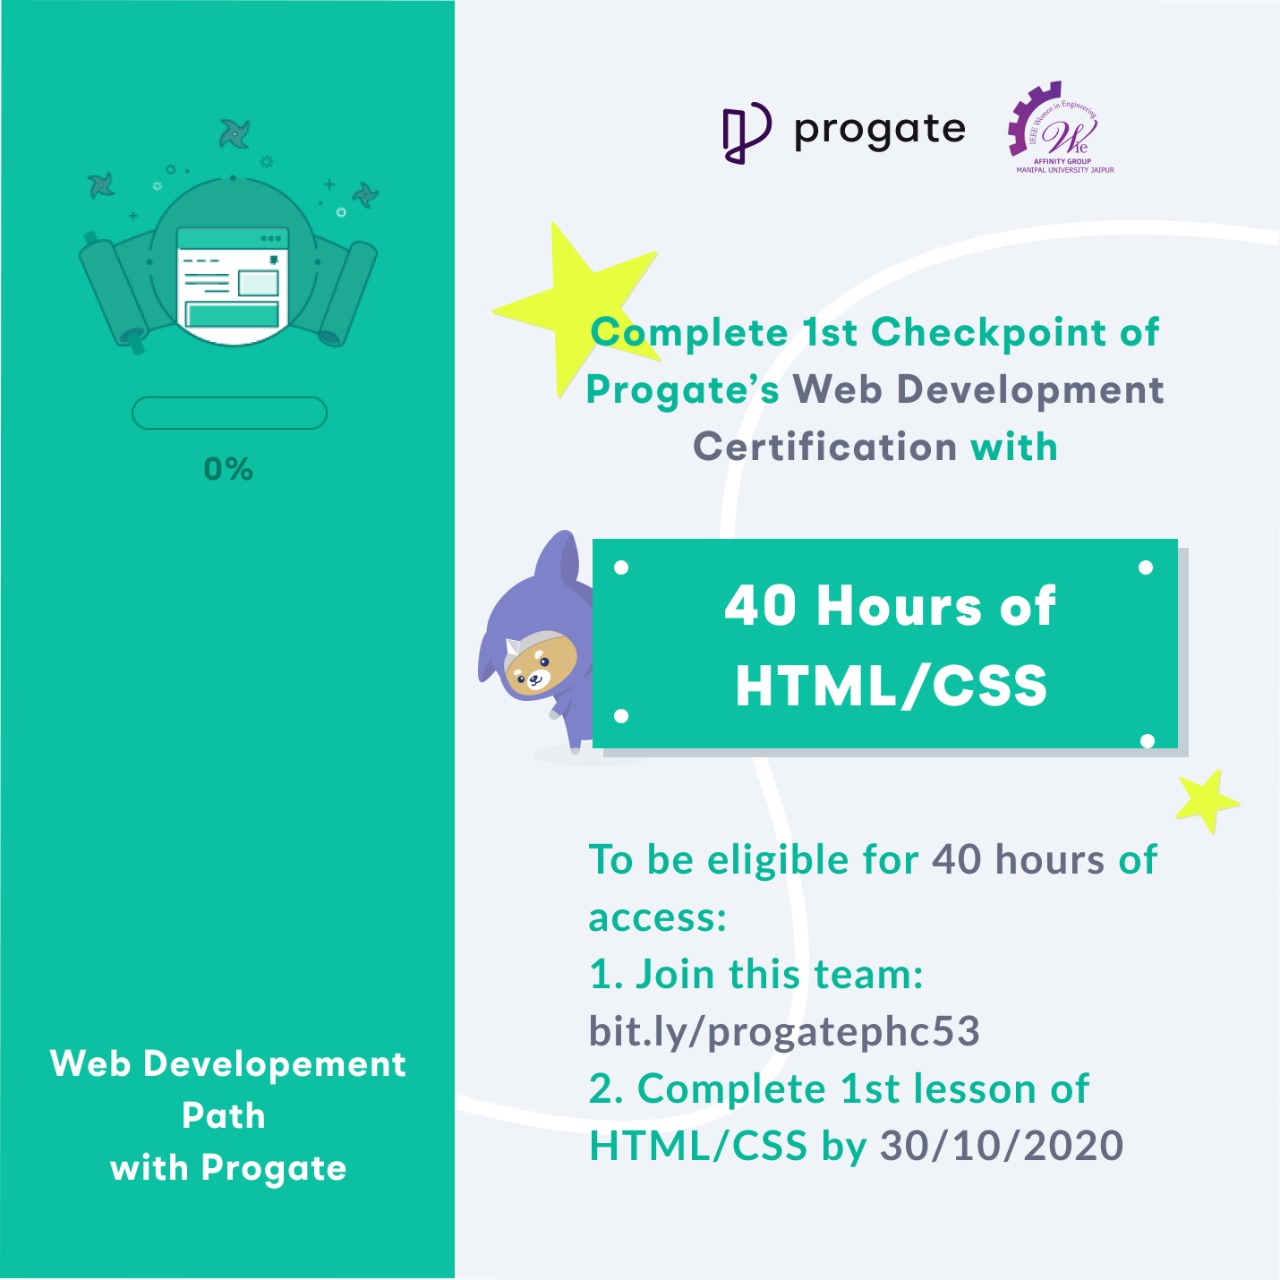 progate
IEEE Women in Engineering
Wie
AFFINITY GROUP
MANIPAL UNIVERSITY JAIPUR
0%
Web Developement
Path
with Progate
Complete 1st Checkpoint of
Progate’s Web Development
Certification with
40 Hours of
HTML/CSS
To be eligible for 40 hours of
access:
1. Join this team:
bit.ly/progatephc53
2. Complete 1st lesson of
HTML/CSS by 30/10/2020